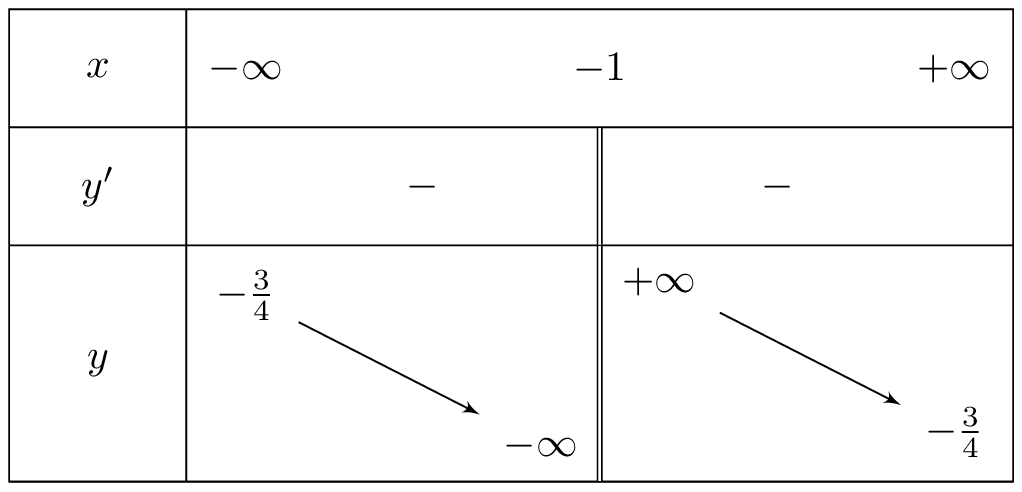 x −∞ −1 +∞
y′ − −
−3/4 +∞
y
−∞ −3/4